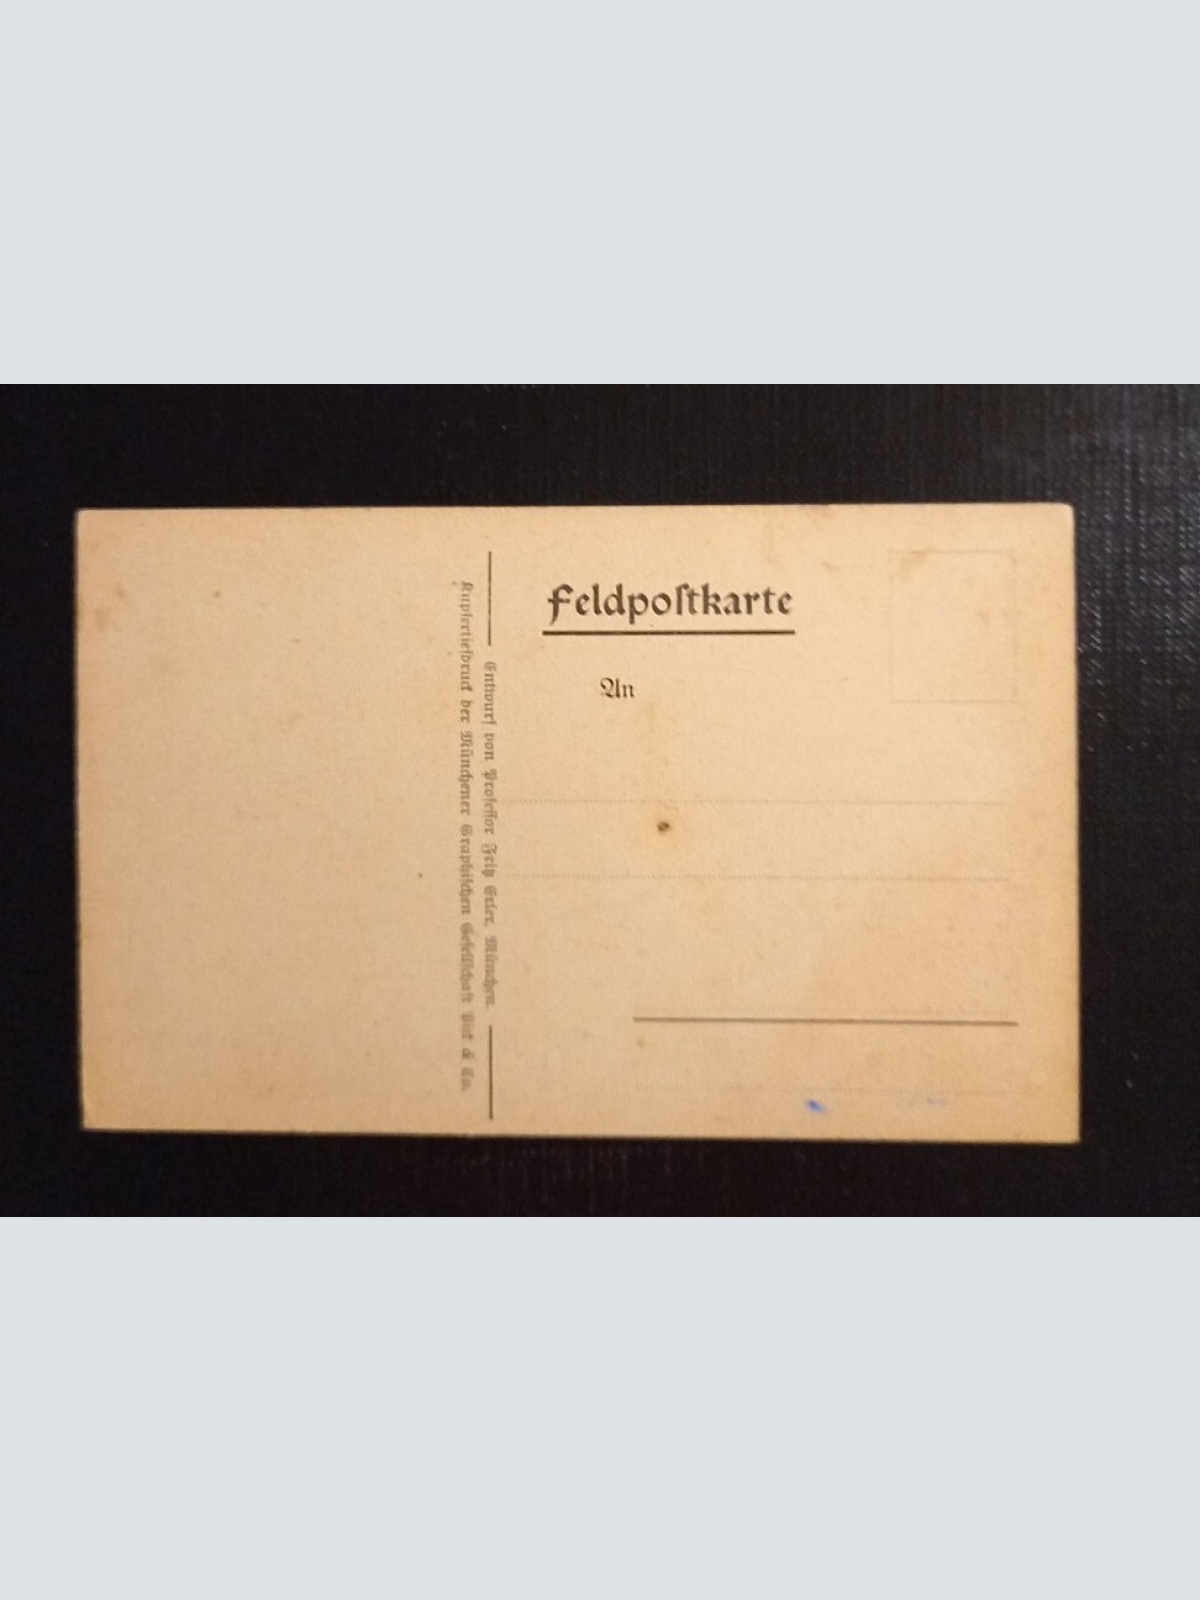 Feldpoſtkarte
An
Entwurf von Profeſſor Fritz Erler, München.
Kupfertiefdruck der Münchener Graphiſchen Geſellſchaft Pick & Co.